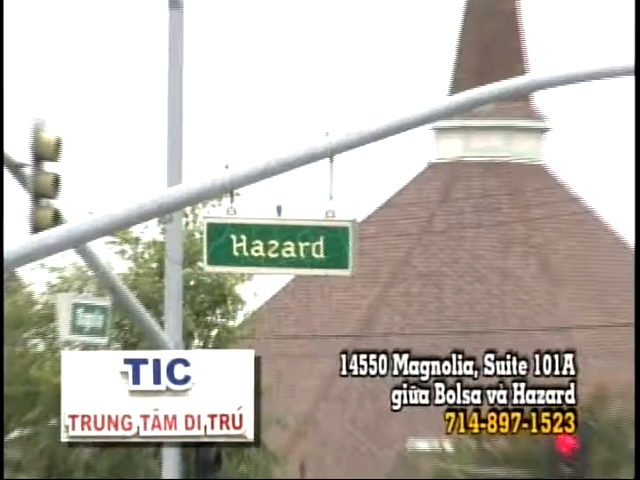 Hazard
TIC
TRUNG TÂM DI TRÚ
14550 Magnolia, Suite 101A
giữa Bolsa và Hazard
714-897-1523